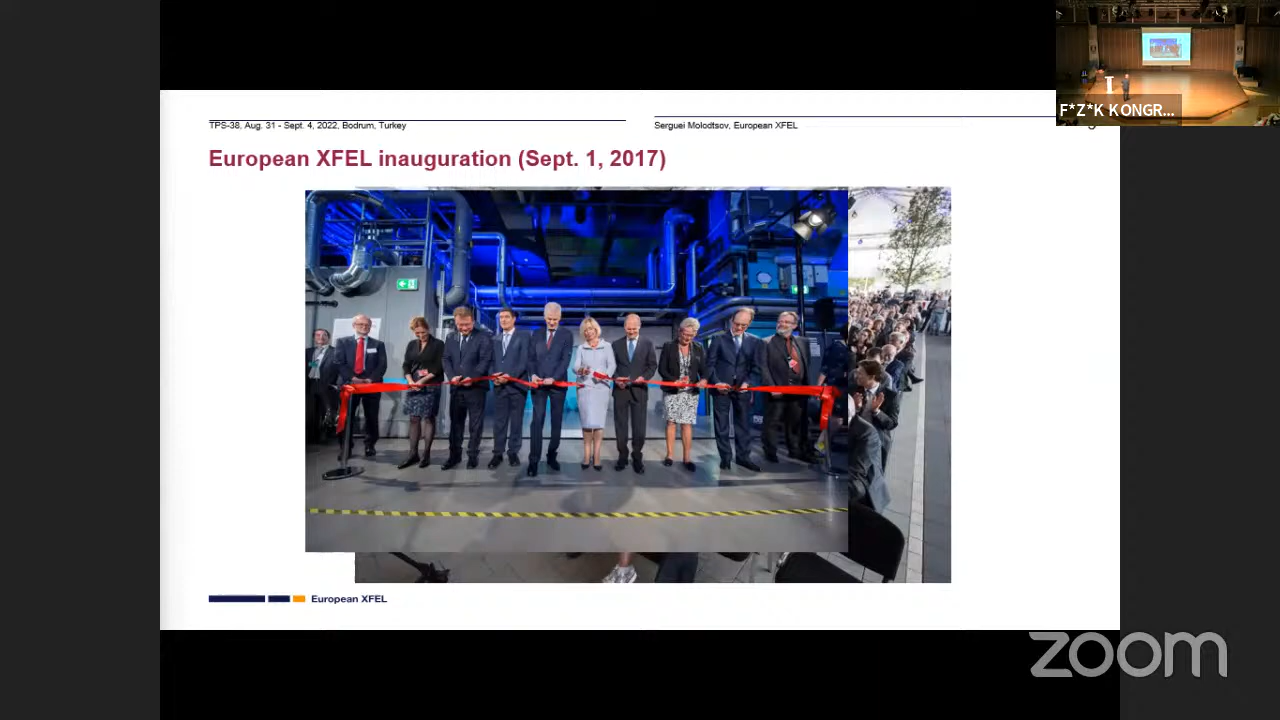 TPS-38, Aug. 31 - Sept. 4, 2022, Bodrum, Turkey
Serguei Molodtsov, European XFEL
F*Z*K KONGR...
European XFEL inauguration (Sept. 1, 2017)
European XFEL
zoom